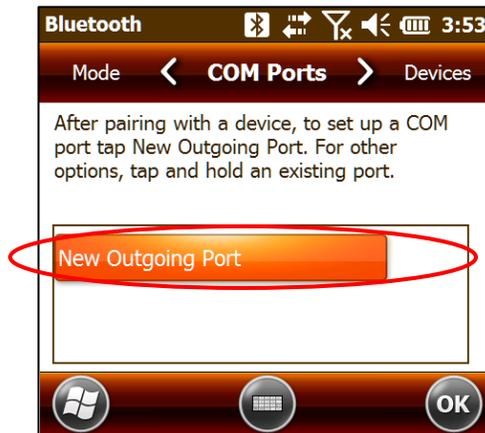 Bluetooth 3:53
Mode COM Ports Devices
After pairing with a device, to set up a COM
port tap New Outgoing Port. For other
options, tap and hold an existing port.
New Outgoing Port
OK